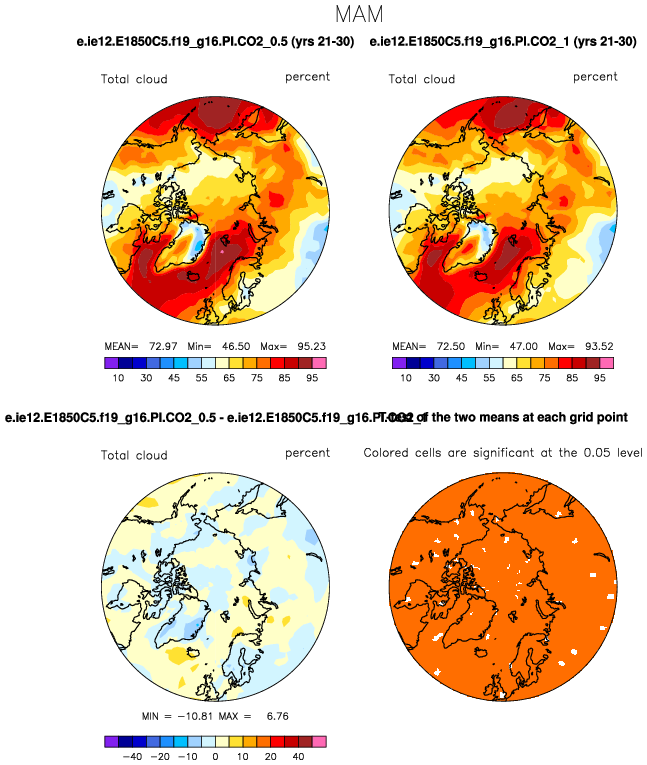 MAM
e.ie12.E1850C5.f19_g16.PI.CO2_0.5 (yrs 21-30)
e.ie12.E1850C5.f19_g16.PI.CO2_1 (yrs 21-30)
Total cloud percent
Total cloud percent
MEAN= 72.97 Min= 46.50 Max= 95.23
MEAN= 72.50 Min= 47.00 Max= 93.52
10 30 45 55 65 75 85 95
10 30 45 55 65 75 85 95
e.ie12.E1850C5.f19_g16.PI.CO2_0.5 - e.ie12.E1850C5.f19_g16.PI.CO2_1
T-test of the two means at each grid point
Total cloud percent
Colored cells are significant at the 0.05 level
MIN = -10.81 MAX = 6.76
-40 -20 -10 0 10 20 40